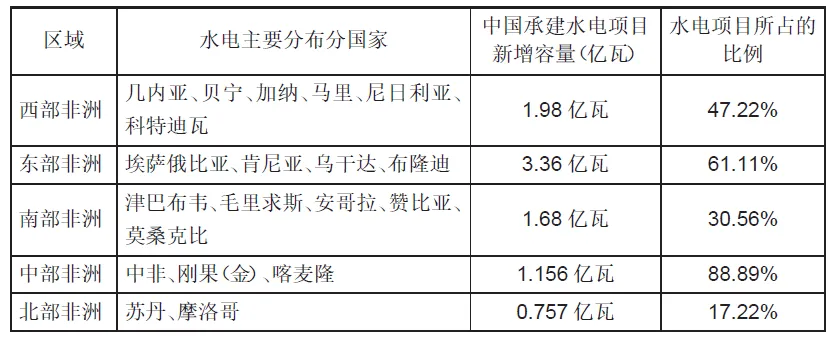 区域 水电主要分布分国家 中国承建水电项目 水电项目所占的
新增容量(亿瓦) 比例
西部非洲 几内亚、贝宁、加纳、马里、尼日利亚、 1.98 亿瓦 47.22%
科特迪瓦
东部非洲 埃萨俄比亚、肯尼亚、乌干达、布隆迪 3.36 亿瓦 61.11%
南部非洲 津巴布韦、毛里求斯、安哥拉、赞比亚、 1.68 亿瓦 30.56%
莫桑克比
中部非洲 中非、刚果(金)、喀麦隆 1.156 亿瓦 88.89%
北部非洲 苏丹、摩洛哥 0.757 亿瓦 17.22%